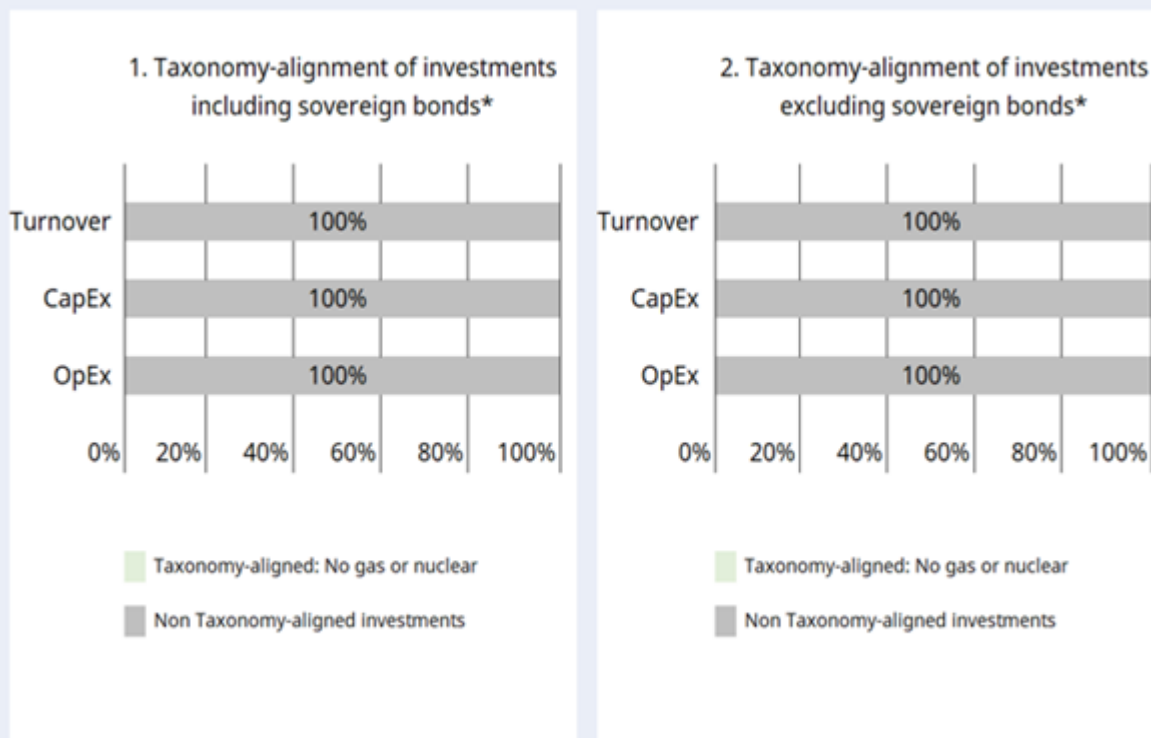 1. Taxonomy-alignment of investments
including sovereign bonds*
Turnover
100%
CapEx
100%
OpEx
100%
0%
20%
40%
60%
80%
100%
Taxonomy-aligned: No gas or nuclear
Non Taxonomy-aligned investments
2. Taxonomy-alignment of investments
excluding sovereign bonds*
Turnover
100%
CapEx
100%
OpEx
100%
0%
20%
40%
60%
80%
100%
Taxonomy-aligned: No gas or nuclear
Non Taxonomy-aligned investments